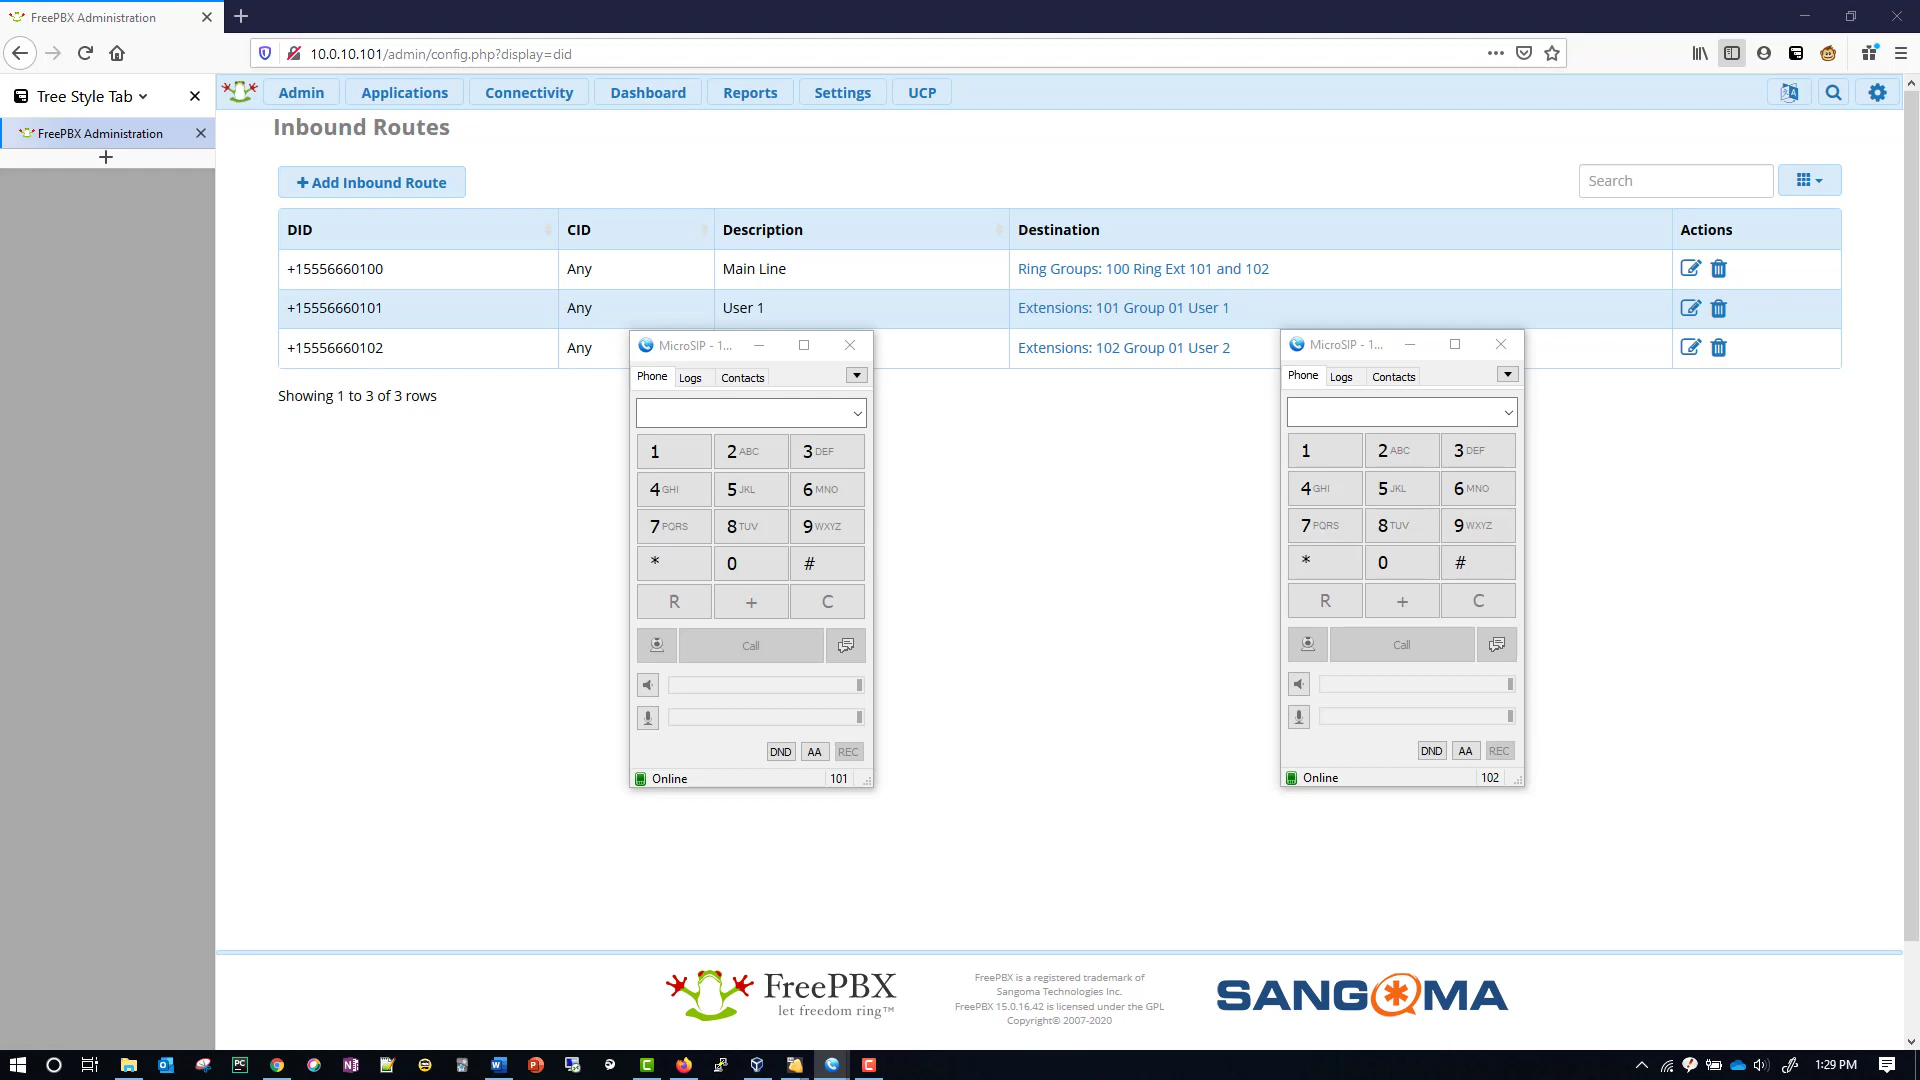 FreePBX Administration
10.0.10.101/admin/config.php?display=did
Tree Style Tab
FreePBX Administration
Admin Applications Connectivity Dashboard Reports Settings UCP
Inbound Routes
Add Inbound Route
Search
DID CID Description Destination Actions
+15556660100 Any Main Line Ring Groups: 100 Ring Ext 101 and 102
+15556660101 Any User 1 Extensions: 101 Group 01 User 1
+15556660102 Any Extensions: 102 Group 01 User 2
Showing 1 to 3 of 3 rows
MicroSIP - 1...
Phone Logs Contacts
1 2 ABC 3 DEF
4 GHI 5 JKL 6 MNO
7 PQRS 8 TUV 9 WXYZ
* 0 #
R + C
Call
DND AA REC
Online 101
MicroSIP - 1...
Phone Logs Contacts
1 2 ABC 3 DEF
4 GHI 5 JKL 6 MNO
7 PQRS 8 TUV 9 WXYZ
* 0 #
R + C
Call
DND AA REC
Online 102
FreePBX
let freedom ring™
FreePBX is a registered trademark of
Sangoma Technologies Inc.
FreePBX 15.0.16.42 is licensed under the GPL
Copyright© 2007-2020
SANGOMA
1:29 PM